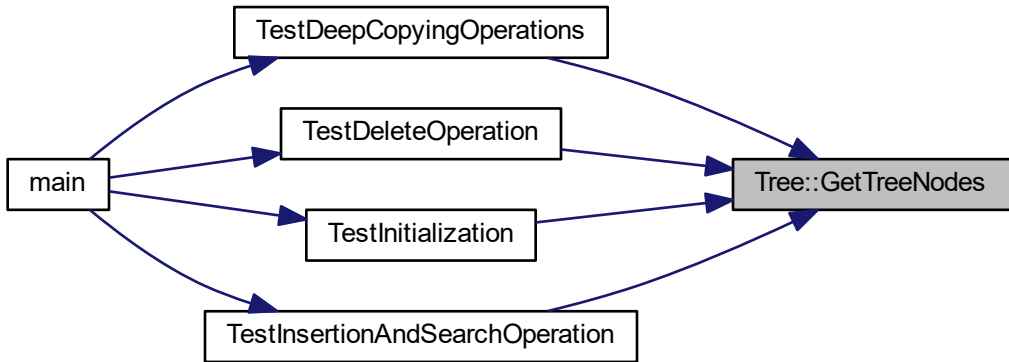 TestDeepCopyingOperations
TestDeleteOperation
main
Tree::GetTreeNodes
TestInitialization
TestInsertionAndSearchOperation